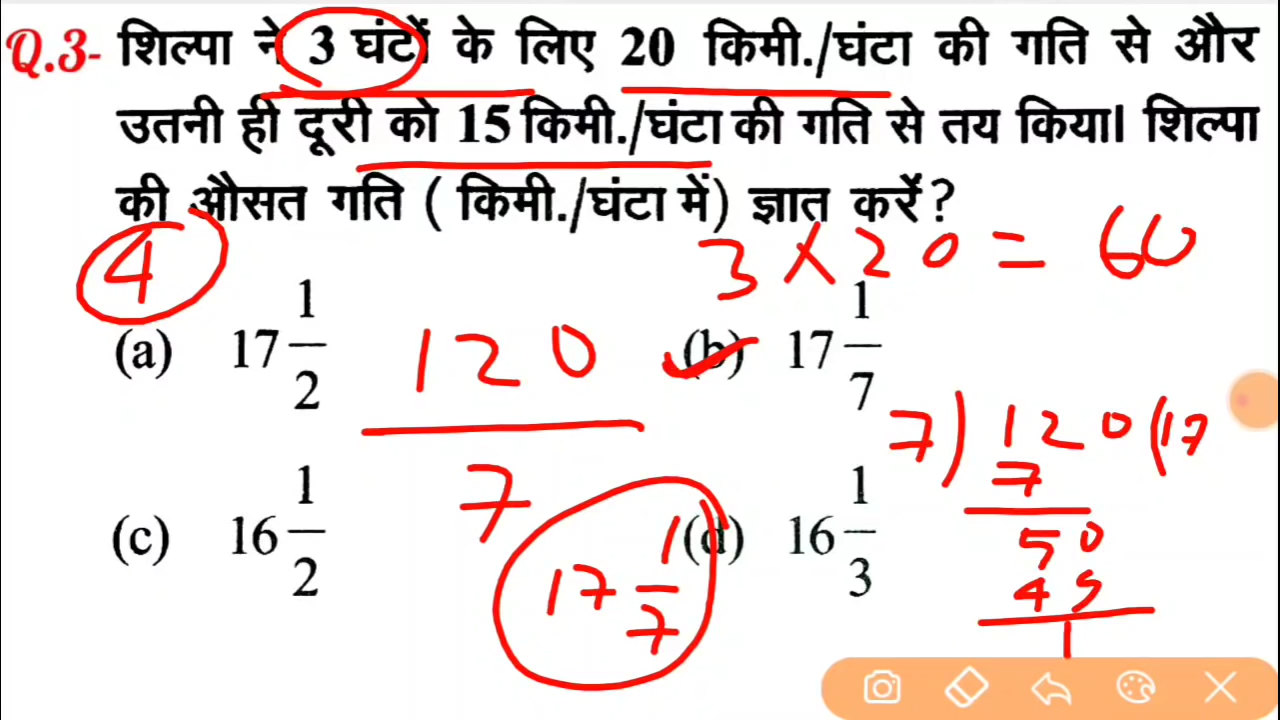 Q.3- शिल्पा ने 3 घंटों के लिए 20 किमी./घंटा की गति से और
उतनी ही दूरी को 15 किमी./घंटा की गति से तय किया। शिल्पा
की औसत गति ( किमी./घंटा में) ज्ञात करें?
4
3 × 20 = 60
(a) 17 1/2
120/7
(b) 17 1/7
7)120(17
7
50
49
1
(c) 16 1/2
17 1/7
(d) 16 1/3